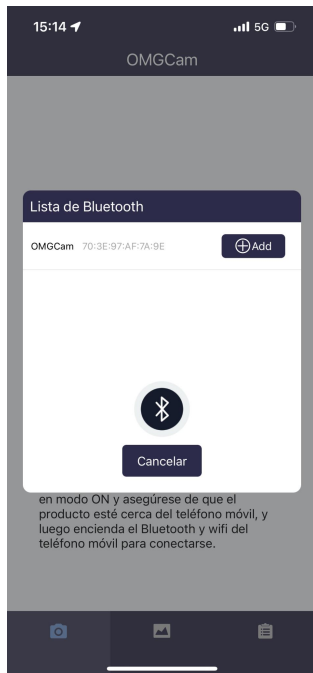 15:14
5G
OMGCam
Lista de Bluetooth
OMGCam 70:3E:97:AF:7A:9E Add
Cancelar
en modo ON y asegúrese de que el
producto esté cerca del teléfono móvil, y
luego encienda el Bluetooth y wifi del
teléfono móvil para conectarse.